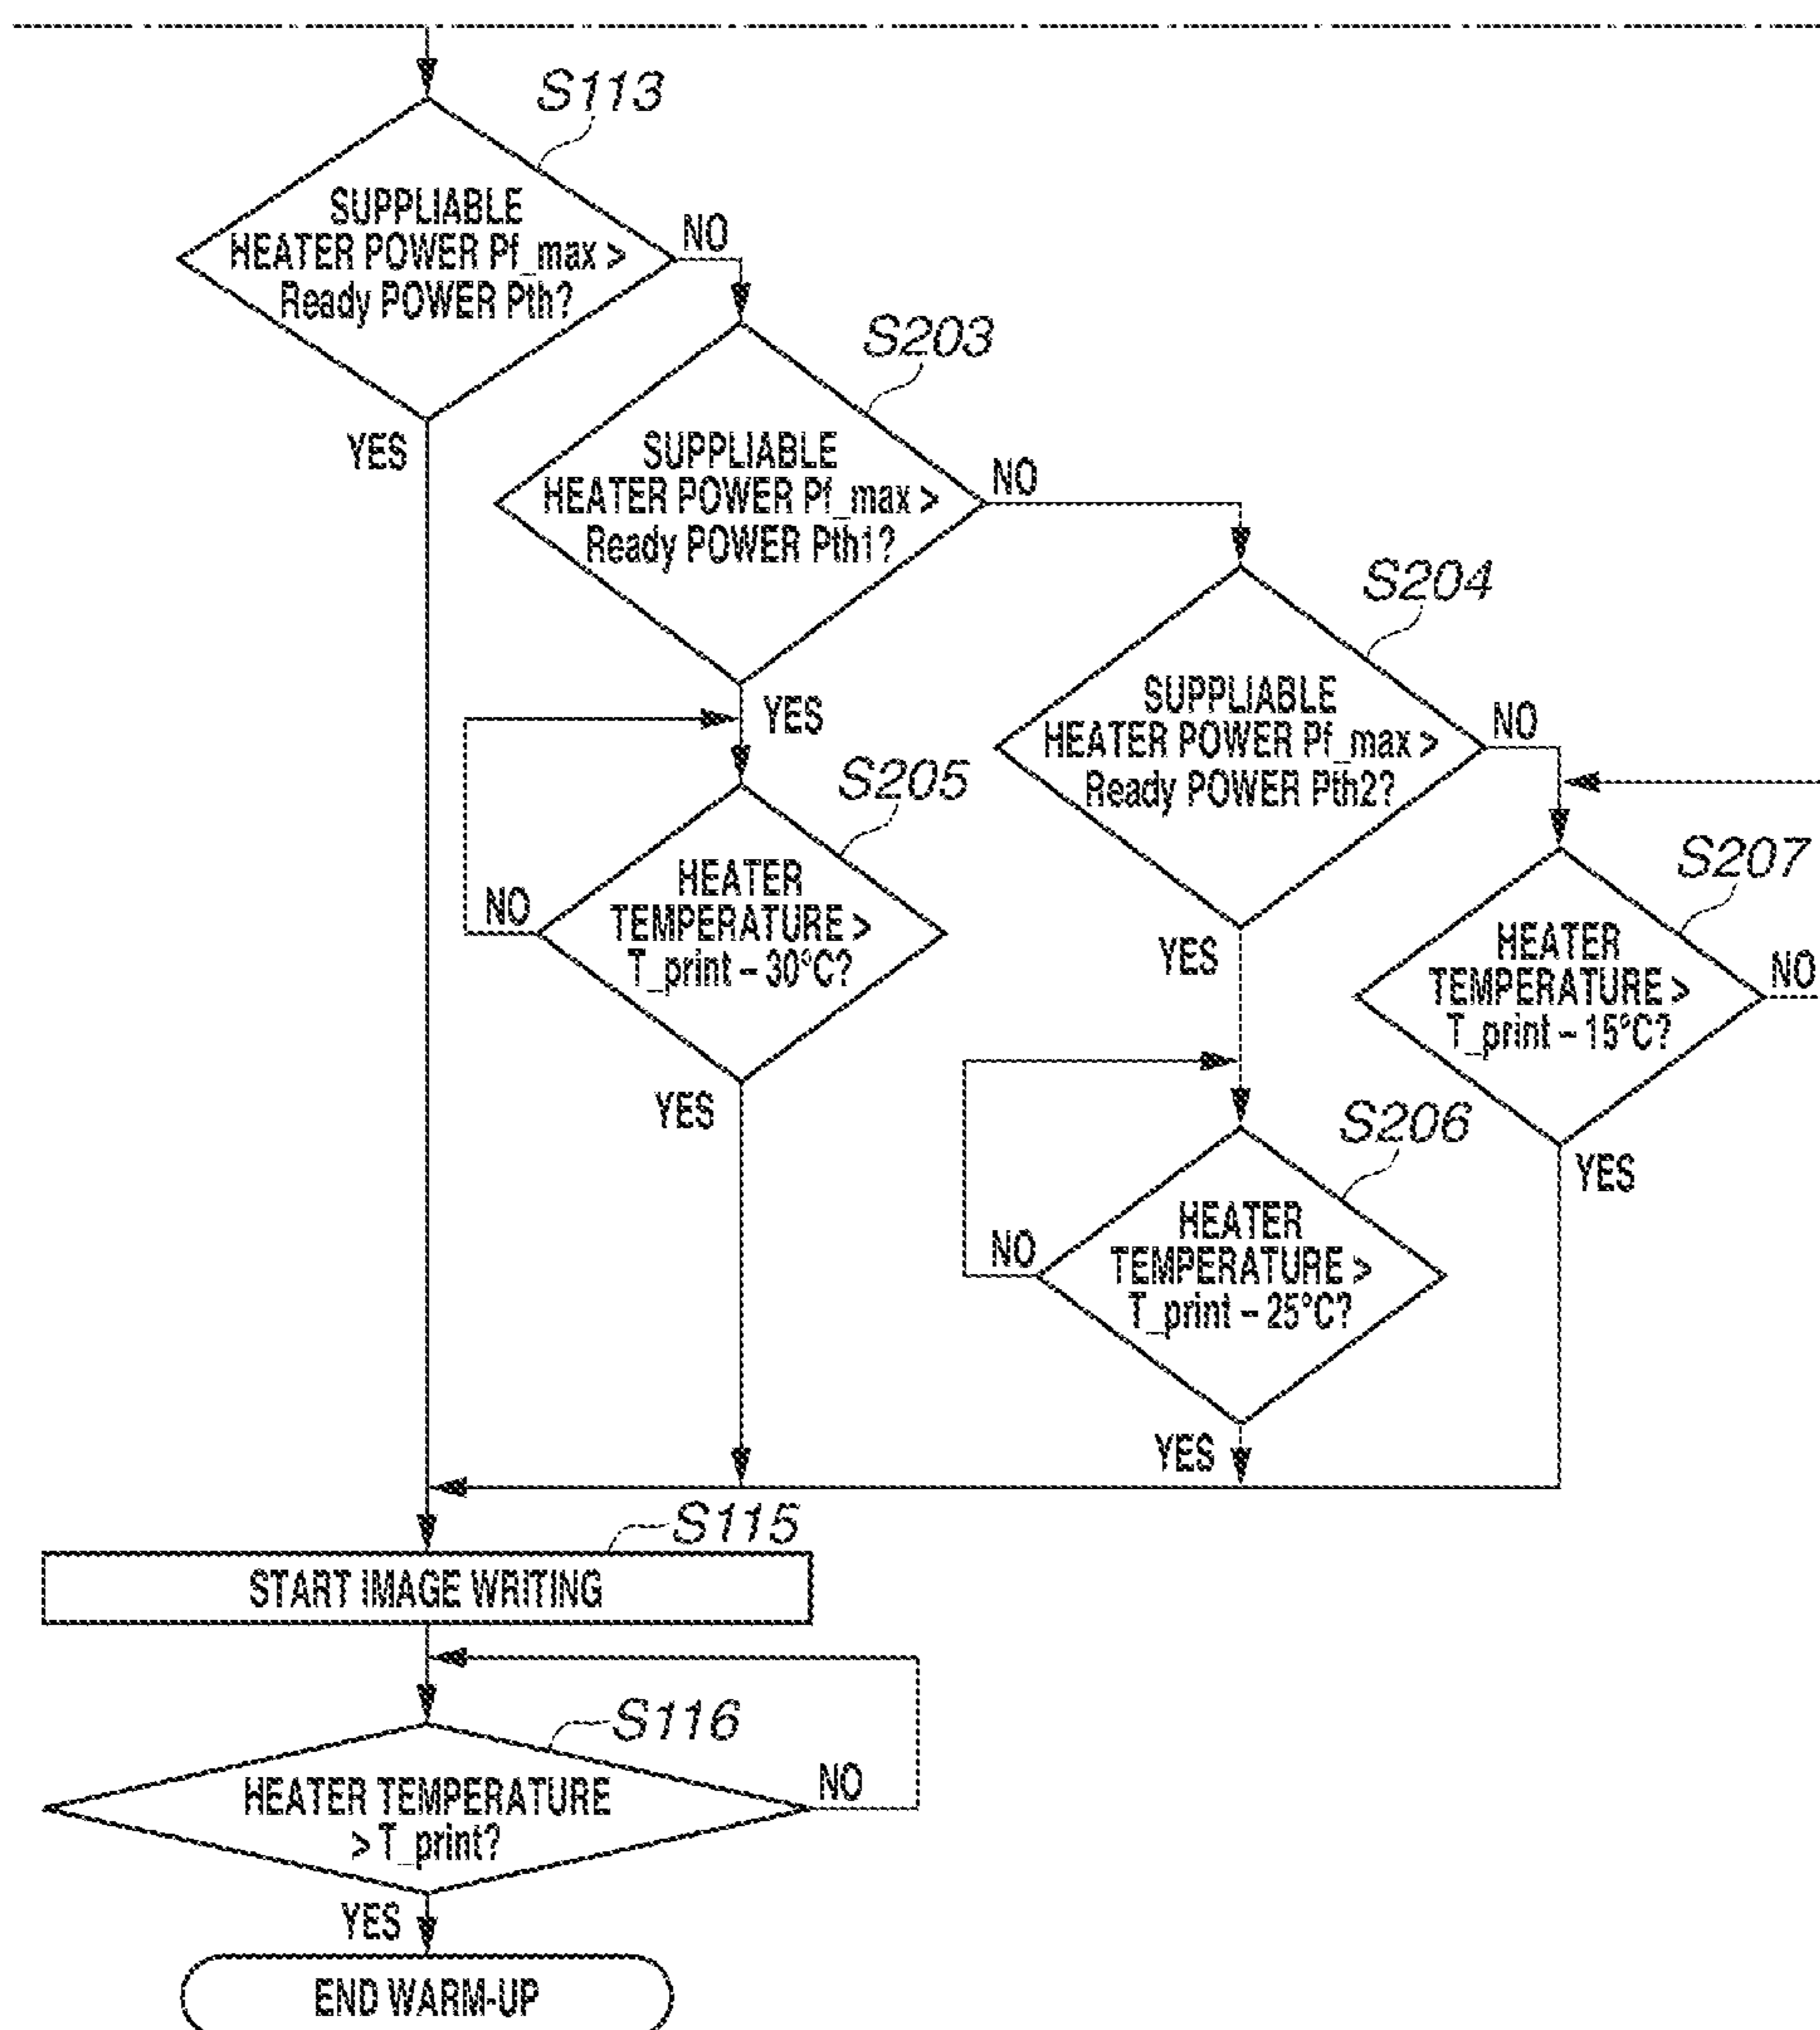 S113
SUPPLIABLE
HEATER POWER Pf_max >
Ready POWER Pth?
NO
YES
S203
SUPPLIABLE
HEATER POWER Pf_max >
Ready POWER Pth1?
NO
YES
S204
SUPPLIABLE
HEATER POWER Pf_max >
Ready POWER Pth2?
NO
YES
S205
HEATER
TEMPERATURE >
T_print – 30°C?
NO
YES
S207
HEATER
TEMPERATURE >
T_print – 15°C?
NO
YES
S206
HEATER
TEMPERATURE >
T_print – 25°C?
NO
YES
S115
START IMAGE WRITING
S116
HEATER TEMPERATURE
> T_print?
NO
YES
END WARM-UP